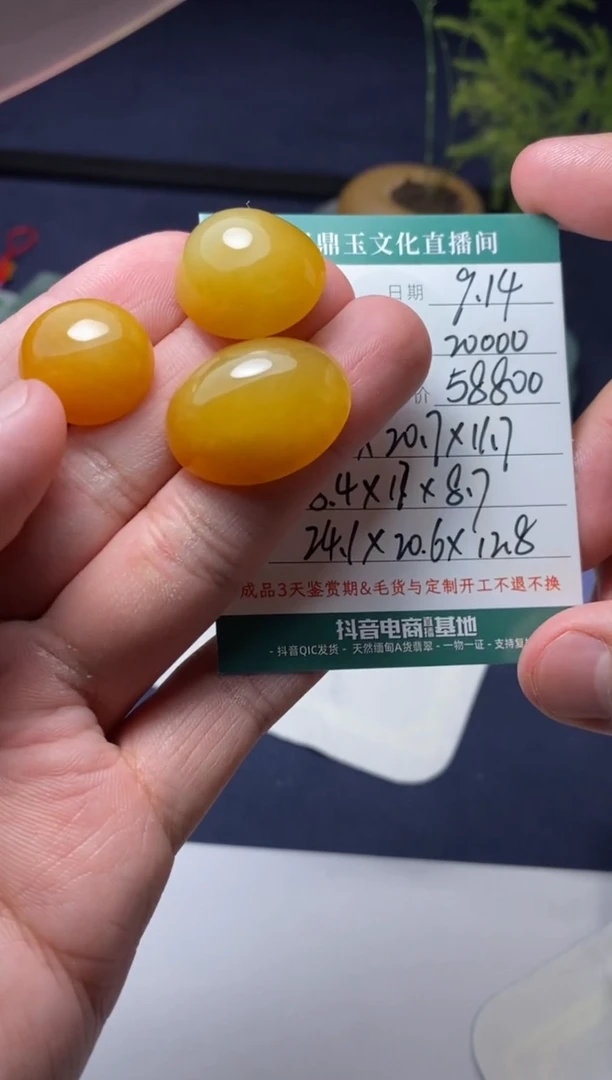 鼎玉文化直播间
日期 9.14
20000
价 58800
x 20.7 x 11.7
.4 x 17 x 8.7
24.1 x 20.6 x 12.8
成品3天鉴赏期&毛货与定制开工不退不换
抖音电商直播基地
- 抖音QIC发货 - 天然缅甸A货翡翠 - 一物一证 - 支持复